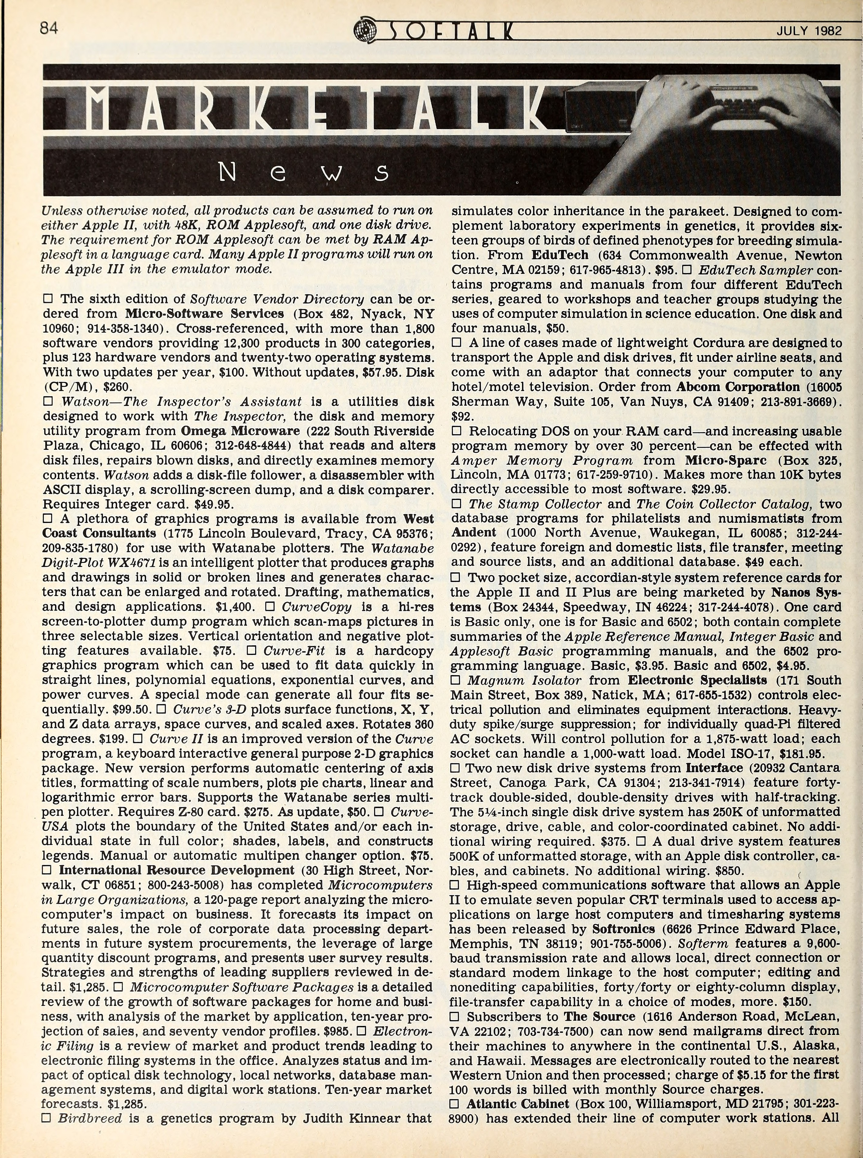 84
SOFTALK
JULY 1982
MARKETALK
News
Unless otherwise noted, all products can be assumed to run on
either Apple II, with 48K, ROM Applesoft, and one disk drive.
The requirement for ROM Applesoft can be met by RAM Ap-
plesoft in a language card. Many Apple II programs will run on
the Apple III in the emulator mode.
□ The sixth edition of Software Vendor Directory can be or-
dered from Micro-Software Services (Box 482, Nyack, NY
10960; 914-358-1340). Cross-referenced, with more than 1,800
software vendors providing 12,300 products in 300 categories,
plus 123 hardware vendors and twenty-two operating systems.
With two updates per year, $100. Without updates, $57.95. Disk
(CP/M), $260.
□ Watson—The Inspector's Assistant is a utilities disk
designed to work with The Inspector, the disk and memory
utility program from Omega Microware (222 South Riverside
Plaza, Chicago, IL 60606; 312-648-4844) that reads and alters
disk files, repairs blown disks, and directly examines memory
contents. Watson adds a disk-file follower, a disassembler with
ASCII display, a scrolling-screen dump, and a disk comparer.
Requires Integer card. $49.95.
□ A plethora of graphics programs is available from West
Coast Consultants (1775 Lincoln Boulevard, Tracy, CA 95376;
209-835-1780) for use with Watanabe plotters. The Watanabe
Digit-Plot WX4671 is an intelligent plotter that produces graphs
and drawings in solid or broken lines and generates charac-
ters that can be enlarged and rotated. Drafting, mathematics,
and design applications. $1,400. □ CurveCopy is a hi-res
screen-to-plotter dump program which scan-maps pictures in
three selectable sizes. Vertical orientation and negative plot-
ting features available. $75. □ Curve-Fit is a hardcopy
graphics program which can be used to fit data quickly in
straight lines, polynomial equations, exponential curves, and
power curves. A special mode can generate all four fits se-
quentially. $99.50. □ Curve's 3-D plots surface functions, X, Y,
and Z data arrays, space curves, and scaled axes. Rotates 360
degrees. $199. □ Curve II is an improved version of the Curve
program, a keyboard interactive general purpose 2-D graphics
package. New version performs automatic centering of axis
titles, formatting of scale numbers, plots pie charts, linear and
logarithmic error bars. Supports the Watanabe series multi-
pen plotter. Requires Z-80 card. $275. As update, $50. □ Curve-
USA plots the boundary of the United States and/or each in-
dividual state in full color; shades, labels, and constructs
legends. Manual or automatic multipen changer option. $75.
□ International Resource Development (30 High Street, Nor-
walk, CT 06851; 800-243-5008) has completed Microcomputers
in Large Organizations, a 120-page report analyzing the micro-
computer's impact on business. It forecasts its impact on
future sales, the role of corporate data processing depart-
ments in future system procurements, the leverage of large
quantity discount programs, and presents user survey results.
Strategies and strengths of leading suppliers reviewed in de-
tail. $1,285. □ Microcomputer Software Packages is a detailed
review of the growth of software packages for home and busi-
ness, with analysis of the market by application, ten-year pro-
jection of sales, and seventy vendor profiles. $985. □ Electron-
ic Filing is a review of market and product trends leading to
electronic filing systems in the office. Analyzes status and im-
pact of optical disk technology, local networks, database man-
agement systems, and digital work stations. Ten-year market
forecasts. $1,285.
□ Birdbreed is a genetics program by Judith Kinnear that
simulates color inheritance in the parakeet. Designed to com-
plement laboratory experiments in genetics, it provides six-
teen groups of birds of defined phenotypes for breeding simula-
tion. From EduTech (634 Commonwealth Avenue, Newton
Centre, MA 02159; 617-965-4813). $95. □ EduTech Sampler con-
tains programs and manuals from four different EduTech
series, geared to workshops and teacher groups studying the
uses of computer simulation in science education. One disk and
four manuals, $50.
□ A line of cases made of lightweight Cordura are designed to
transport the Apple and disk drives, fit under airline seats, and
come with an adaptor that connects your computer to any
hotel/motel television. Order from Abcom Corporation (16005
Sherman Way, Suite 105, Van Nuys, CA 91409; 213-891-3669).
$92.
□ Relocating DOS on your RAM card—and increasing usable
program memory by over 30 percent—can be effected with
Amper Memory Program from Micro-Sparc (Box 325,
Lincoln, MA 01773; 617-259-9710). Makes more than 10K bytes
directly accessible to most software. $29.95.
□ The Stamp Collector and The Coin Collector Catalog, two
database programs for philatelists and numismatists from
Andent (1000 North Avenue, Waukegan, IL 60085; 312-244-
0292), feature foreign and domestic lists, file transfer, meeting
and source lists, and an additional database. $49 each.
□ Two pocket size, accordian-style system reference cards for
the Apple II and II Plus are being marketed by Nanos Sys-
tems (Box 24344, Speedway, IN 46224; 317-244-4078). One card
is Basic only, one is for Basic and 6502; both contain complete
summaries of the Apple Reference Manual, Integer Basic and
Applesoft Basic programming manuals, and the 6502 pro-
gramming language. Basic, $3.95. Basic and 6502, $4.95.
□ Magnum Isolator from Electronic Specialists (171 South
Main Street, Box 389, Natick, MA; 617-655-1532) controls elec-
trical pollution and eliminates equipment interactions. Heavy-
duty spike/surge suppression; for individually quad-Pi filtered
AC sockets. Will control pollution for a 1,875-watt load; each
socket can handle a 1,000-watt load. Model ISO-17, $181.95.
□ Two new disk drive systems from Interface (20932 Cantara
Street, Canoga Park, CA 91304; 213-341-7914) feature forty-
track double-sided, double-density drives with half-tracking.
The 5¼-inch single disk drive system has 250K of unformatted
storage, drive, cable, and color-coordinated cabinet. No addi-
tional wiring required. $375. □ A dual drive system features
500K of unformatted storage, with an Apple disk controller, ca-
bles, and cabinets. No additional wiring. $850.
□ High-speed communications software that allows an Apple
II to emulate seven popular CRT terminals used to access ap-
plications on large host computers and timesharing systems
has been released by Softronics (6626 Prince Edward Place,
Memphis, TN 38119; 901-755-5006). Softerm features a 9,600-
baud transmission rate and allows local, direct connection or
standard modem linkage to the host computer; editing and
nonediting capabilities, forty/forty or eighty-column display,
file-transfer capability in a choice of modes, more. $150.
□ Subscribers to The Source (1616 Anderson Road, McLean,
VA 22102; 703-734-7500) can now send mailgrams direct from
their machines to anywhere in the continental U.S., Alaska,
and Hawaii. Messages are electronically routed to the nearest
Western Union and then processed; charge of $5.15 for the first
100 words is billed with monthly Source charges.
□ Atlantic Cabinet (Box 100, Williamsport, MD 21795; 301-223-
8900) has extended their line of computer work stations. All